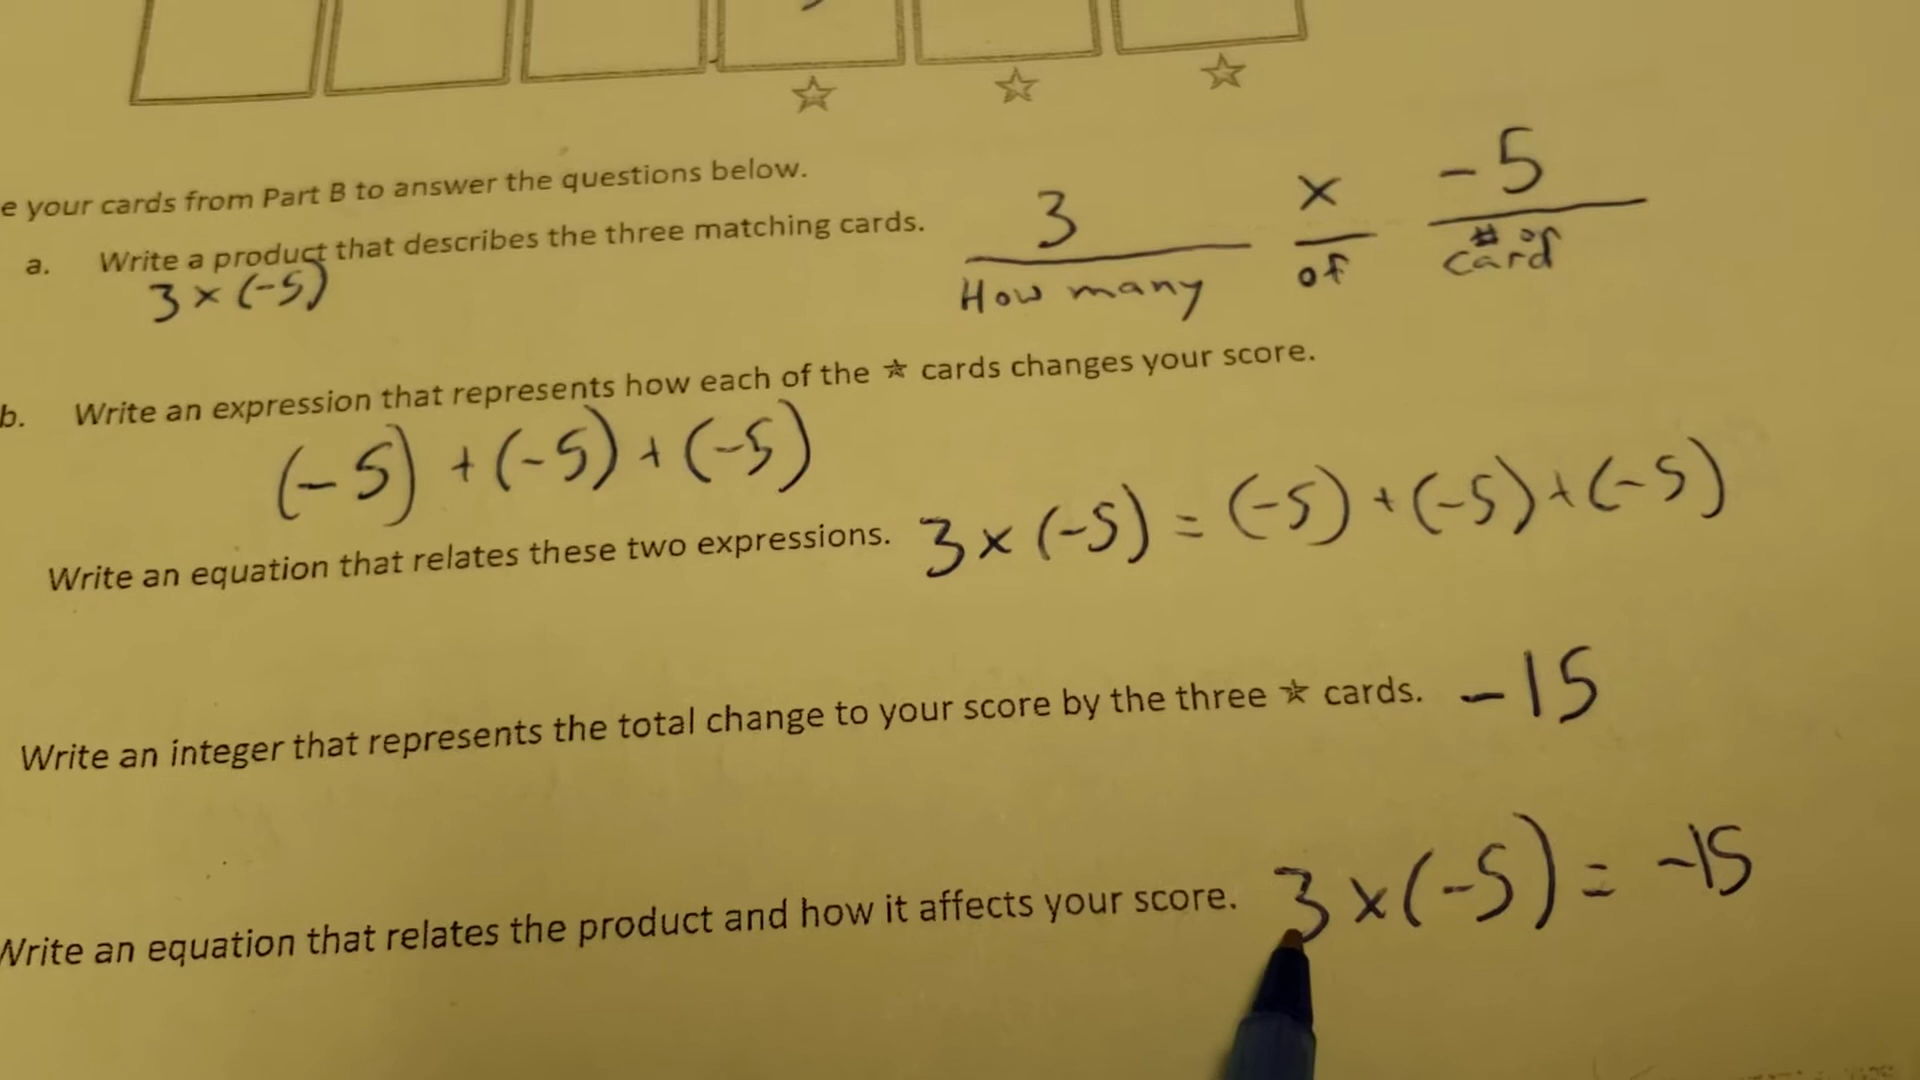 e your cards from Part B to answer the questions below.
a. Write a product that describes the three matching cards.
3 × (-5)
3 × -5
How many of # of card
b. Write an expression that represents how each of the ☆ cards changes your score.
(-5) + (-5) + (-5)
Write an equation that relates these two expressions. 3 × (-5) = (-5) + (-5) + (-5)
Write an integer that represents the total change to your score by the three ☆ cards. -15
Write an equation that relates the product and how it affects your score. 3 × (-5) = -15